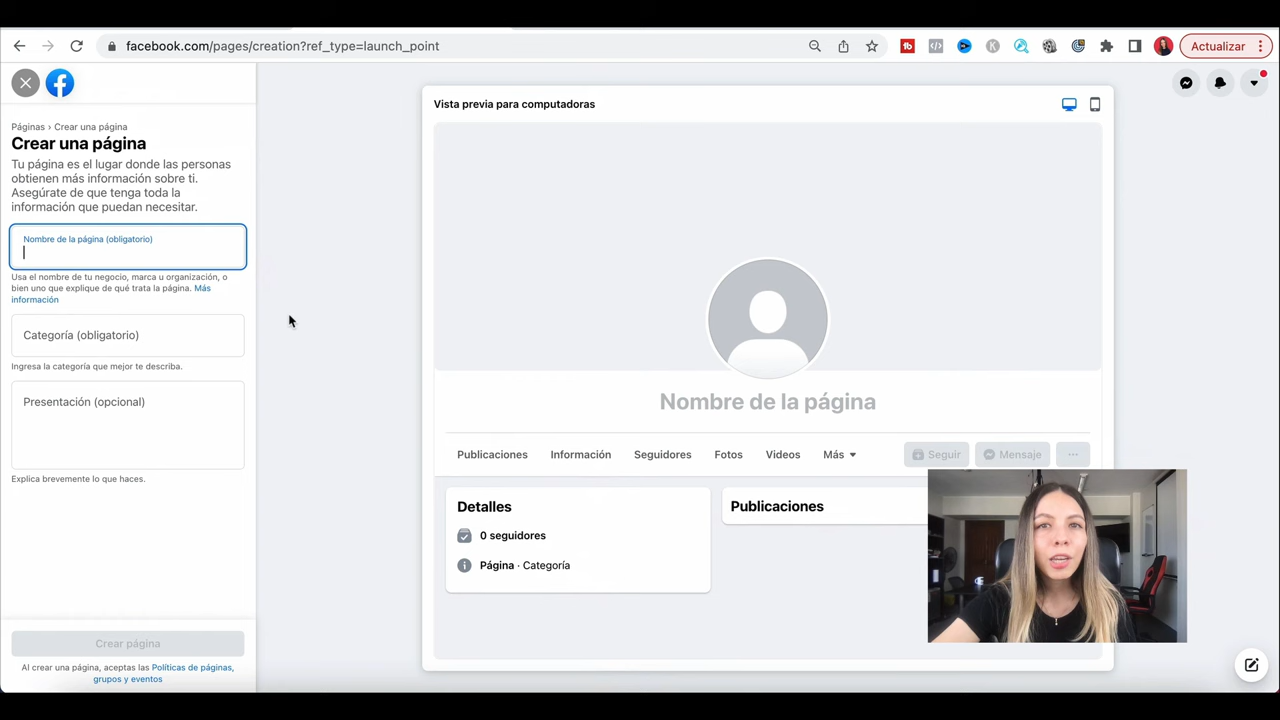 facebook.com/pages/creation?ref_type=launch_point
Actualizar
Páginas › Crear una página
Crear una página
Tu página es el lugar donde las personas
obtienen más información sobre ti.
Asegúrate de que tenga toda la
información que puedan necesitar.
Nombre de la página (obligatorio)
Usa el nombre de tu negocio, marca u organización, o
bien uno que explique de qué trata la página. Más
información
Categoría (obligatorio)
Ingresa la categoría que mejor te describa.
Presentación (opcional)
Explica brevemente lo que haces.
Crear página
Al crear una página, aceptas las Políticas de páginas,
grupos y eventos
Vista previa para computadoras
Nombre de la página
Publicaciones Información Seguidores Fotos Videos Más Seguir Mensaje
Detalles
0 seguidores
Página · Categoría
Publicaciones